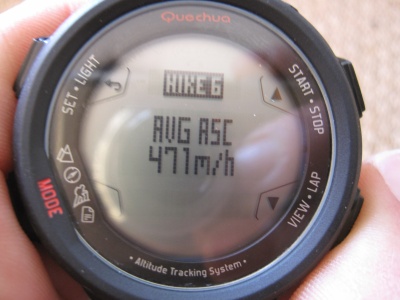 Quechua
SET · LIGHT
START · STOP
HIKE 6
AVG ASC
471m/h
MODE
VIEW · LAP
· Altitude Tracking System ·